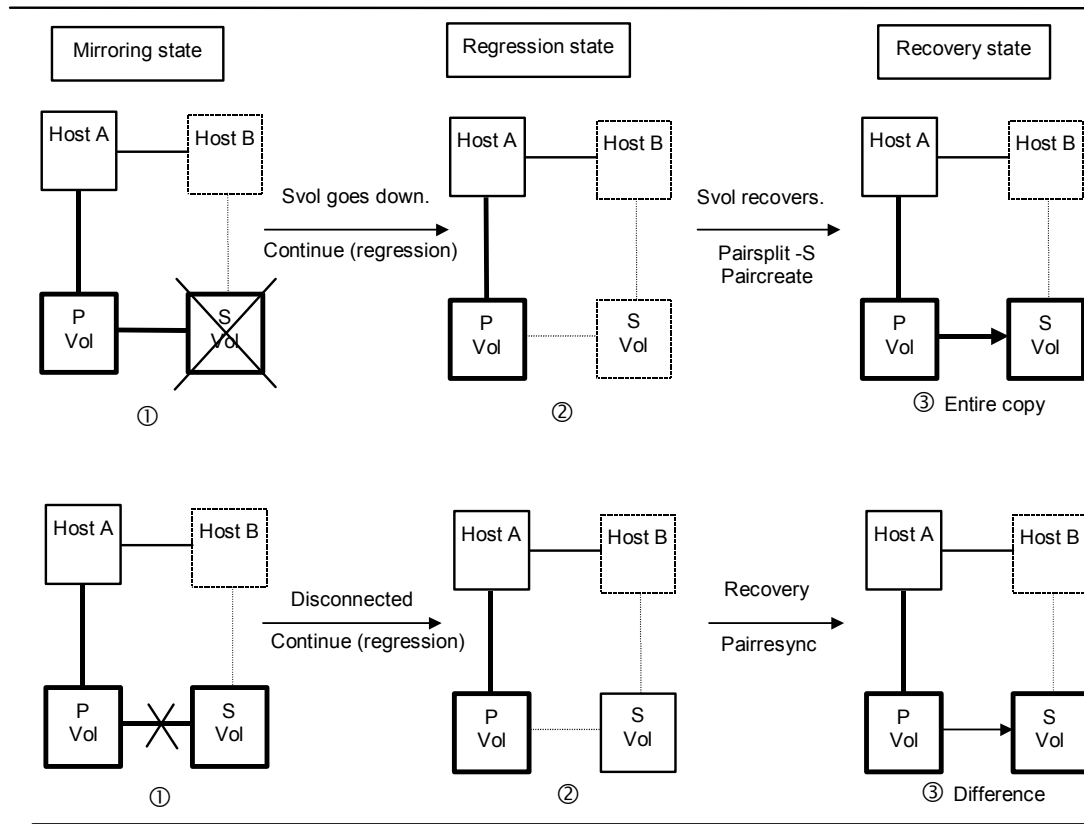 Mirroring state
Regression state
Recovery state
Host A
Host B
Svol goes down.
Continue (regression)
Host A
Host B
Svol recovers.
Pairsplit -S
Paircreate
Host A
Host B
P
Vol
S
Vol
P
Vol
S
Vol
P
Vol
S
Vol
①
②
③ Entire copy
Host A
Host B
Disconnected
Continue (regression)
Host A
Host B
Recovery
Pairresync
Host A
Host B
P
Vol
S
Vol
P
Vol
S
Vol
P
Vol
S
Vol
①
②
③ Difference